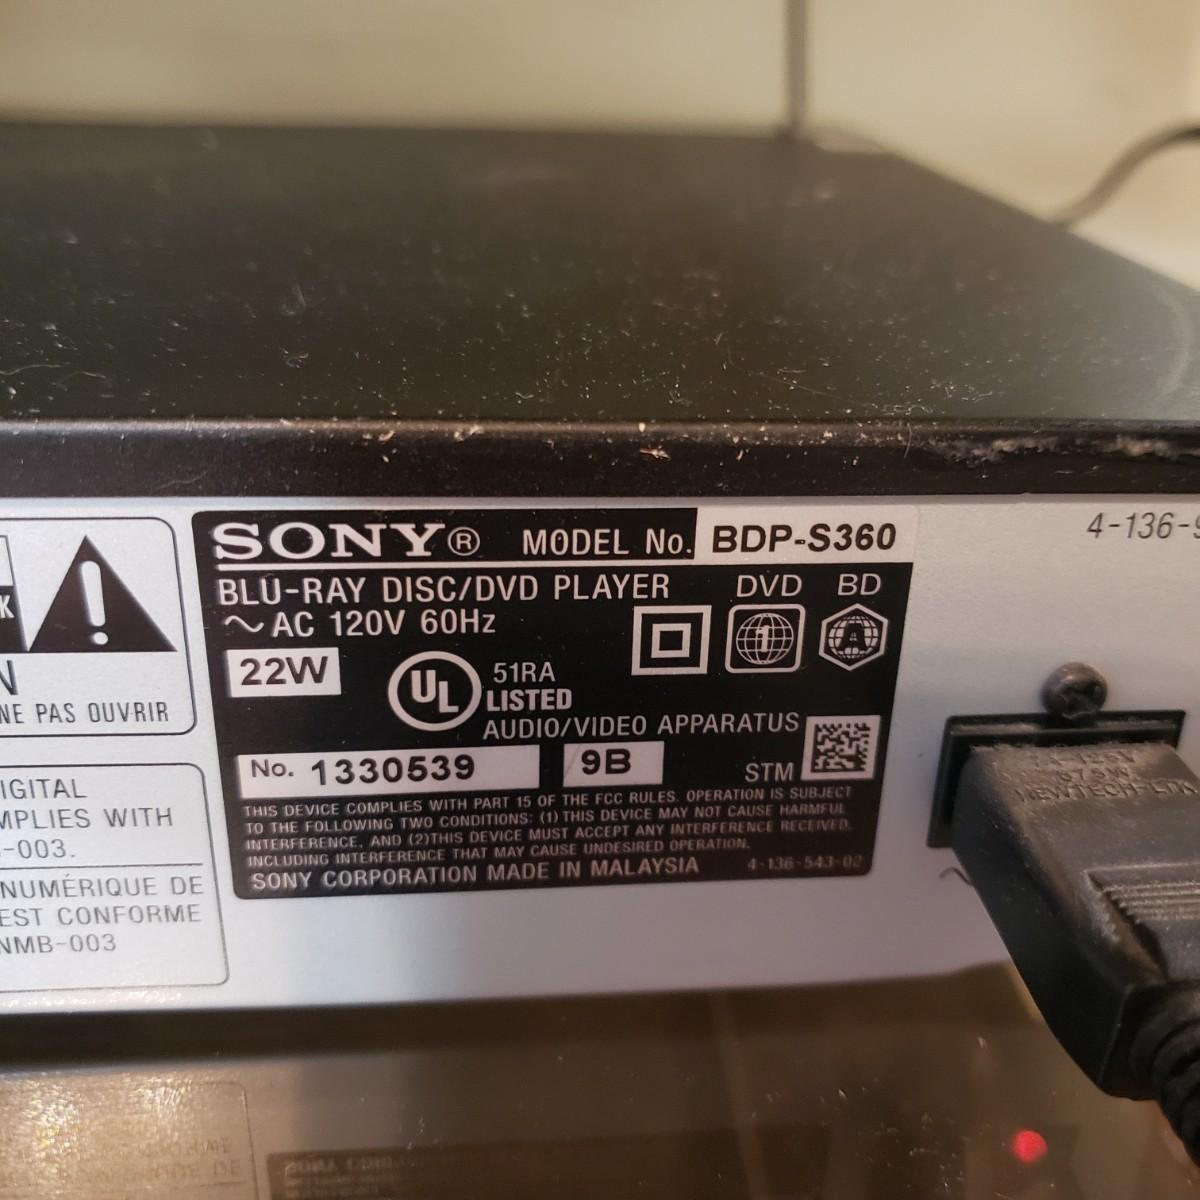 4-136-9
SONY® MODEL No. BDP-S360
BLU-RAY DISC/DVD PLAYER DVD BD
~ AC 120V 60Hz
1 A
22W
UL 51RA
LISTED
AUDIO/VIDEO APPARATUS
No. 1330539 9B STM
THIS DEVICE COMPLIES WITH PART 15 OF THE FCC RULES. OPERATION IS SUBJECT
TO THE FOLLOWING TWO CONDITIONS: (1) THIS DEVICE MAY NOT CAUSE HARMFUL
INTERFERENCE, AND (2)THIS DEVICE MUST ACCEPT ANY INTERFERENCE RECEIVED,
INCLUDING INTERFERENCE THAT MAY CAUSE UNDESIRED OPERATION.
SONY CORPORATION MADE IN MALAYSIA 4-136-543-02
K
!
N
NE PAS OUVRIR
IGITAL
MPLIES WITH
-003.
NUMÉRIQUE DE
EST CONFORME
NMB-003
~